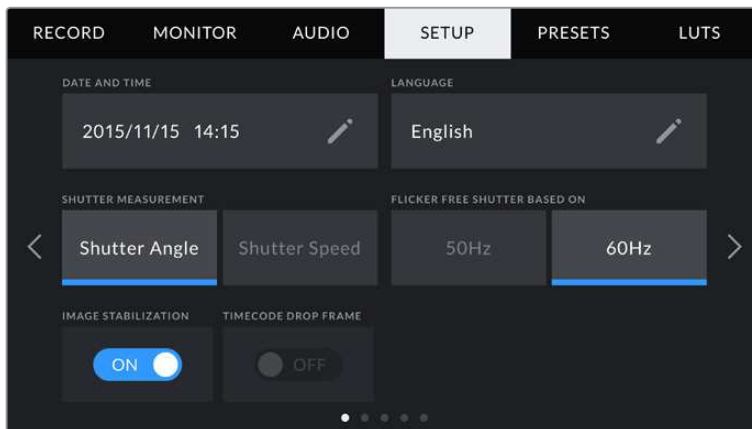 RECORD MONITOR AUDIO SETUP PRESETS LUTS
DATE AND TIME LANGUAGE
2015/11/15 14:15 English
SHUTTER MEASUREMENT FLICKER FREE SHUTTER BASED ON
Shutter Angle Shutter Speed 50Hz 60Hz
IMAGE STABILIZATION TIMECODE DROP FRAME
ON OFF